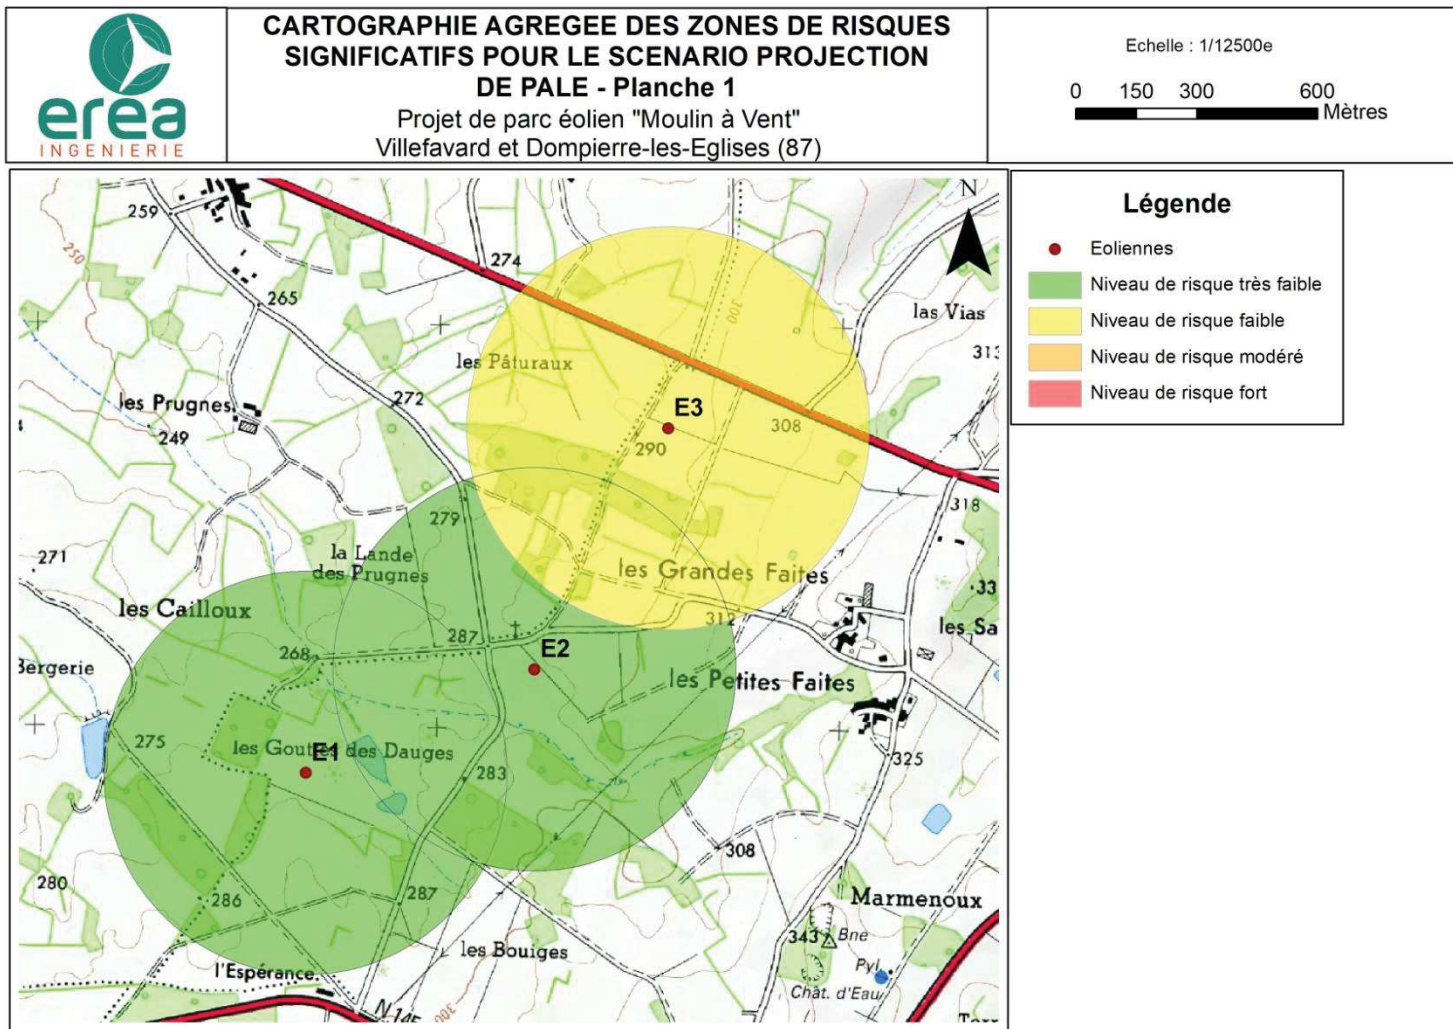 erea
INGENIERIE
CARTOGRAPHIE AGREGEE DES ZONES DE RISQUES
SIGNIFICATIFS POUR LE SCENARIO PROJECTION
DE PALE - Planche 1
Projet de parc éolien "Moulin à Vent"
Villefavard et Dompierre-les-Eglises (87)
Echelle : 1/12500e
0 150 300 600
Mètres
Légende
Eoliennes
Niveau de risque très faible
Niveau de risque faible
Niveau de risque modéré
Niveau de risque fort
N
259
250
274
265
300
las Vias
313
les Pâturaux
272
les Prugnes
249
E3
290
308
318
279
271
la Lande
des Prugnes
les Grandes Faites
33
les Cailloux
312
les Sa
287
268
E2
Bergerie
les Petites Faites
275
les Gouttes des Dauges
E1
283
325
308
280
286
287
Marmenoux
343
Bne
les Bouiges
l'Espérance
Pyl
Chât. d'Eau
300
N 145